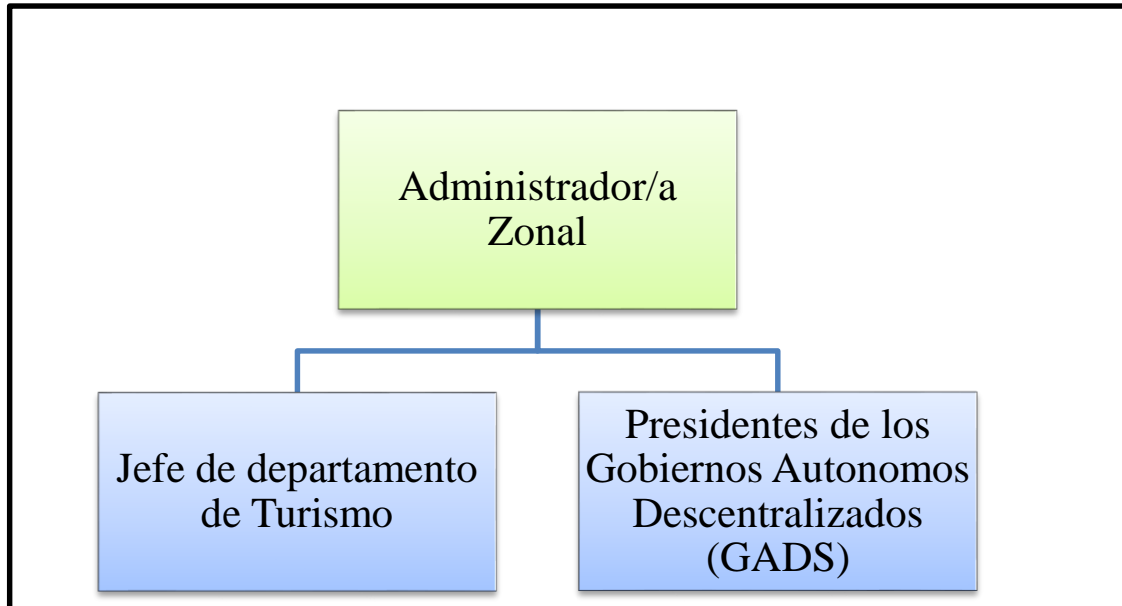 Administrador/a
Zonal
Jefe de departamento
de Turismo
Presidentes de los
Gobiernos Autonomos
Descentralizados
(GADS)